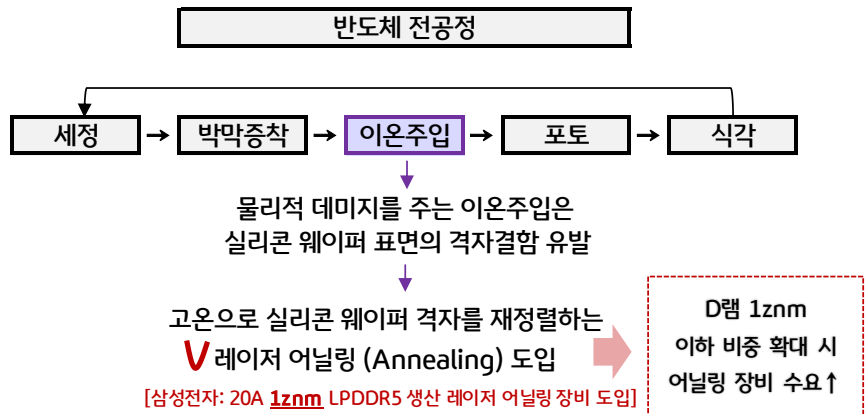 반도체 전공정
세정 → 박막증착 → 이온주입 → 포토 → 식각
물리적 데미지를 주는 이온주입은
실리콘 웨이퍼 표면의 격자결함 유발
고온으로 실리콘 웨이퍼 격자를 재정렬하는
레이저 어닐링 (Annealing) 도입
[삼성전자: 20A 1znm LPDDR5 생산 레이저 어닐링 장비 도입]
D램 1znm
이하 비중 확대 시
어닐링 장비 수요↑